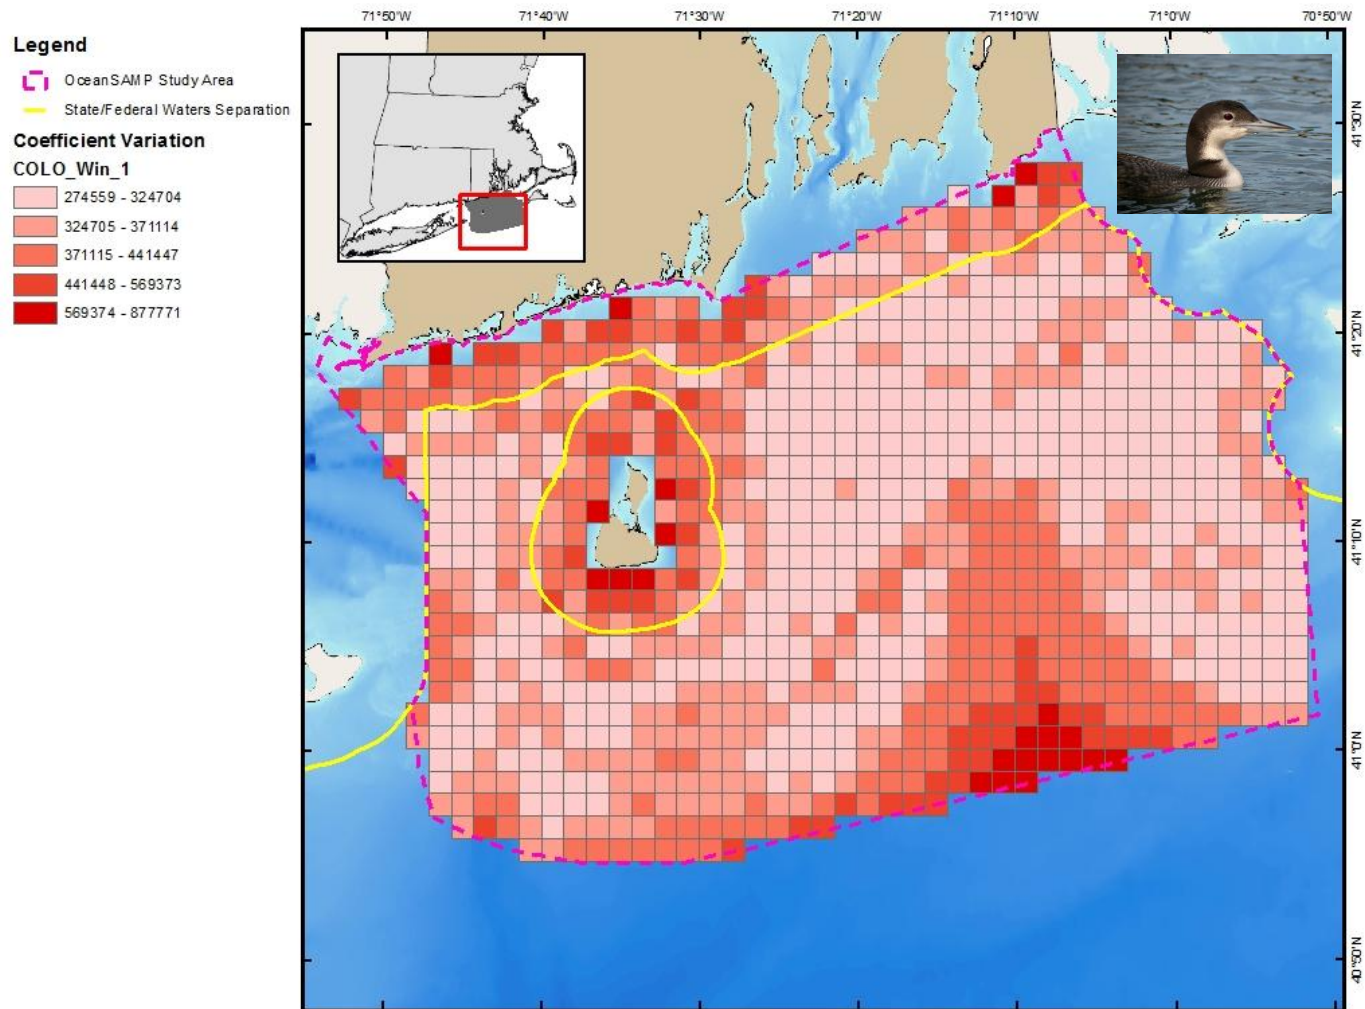 71°50'W 71°40'W 71°30'W 71°20'W 71°10'W 71°0'W 70°50'W
Legend
OceanSAMP Study Area
State/Federal Waters Separation
Coefficient Variation
COLO_Win_1
274559 - 324704
324705 - 371114
371115 - 441447
441448 - 569373
569374 - 877771
41°30'N
41°20'N
41°10'N
41°0'N
40°50'N